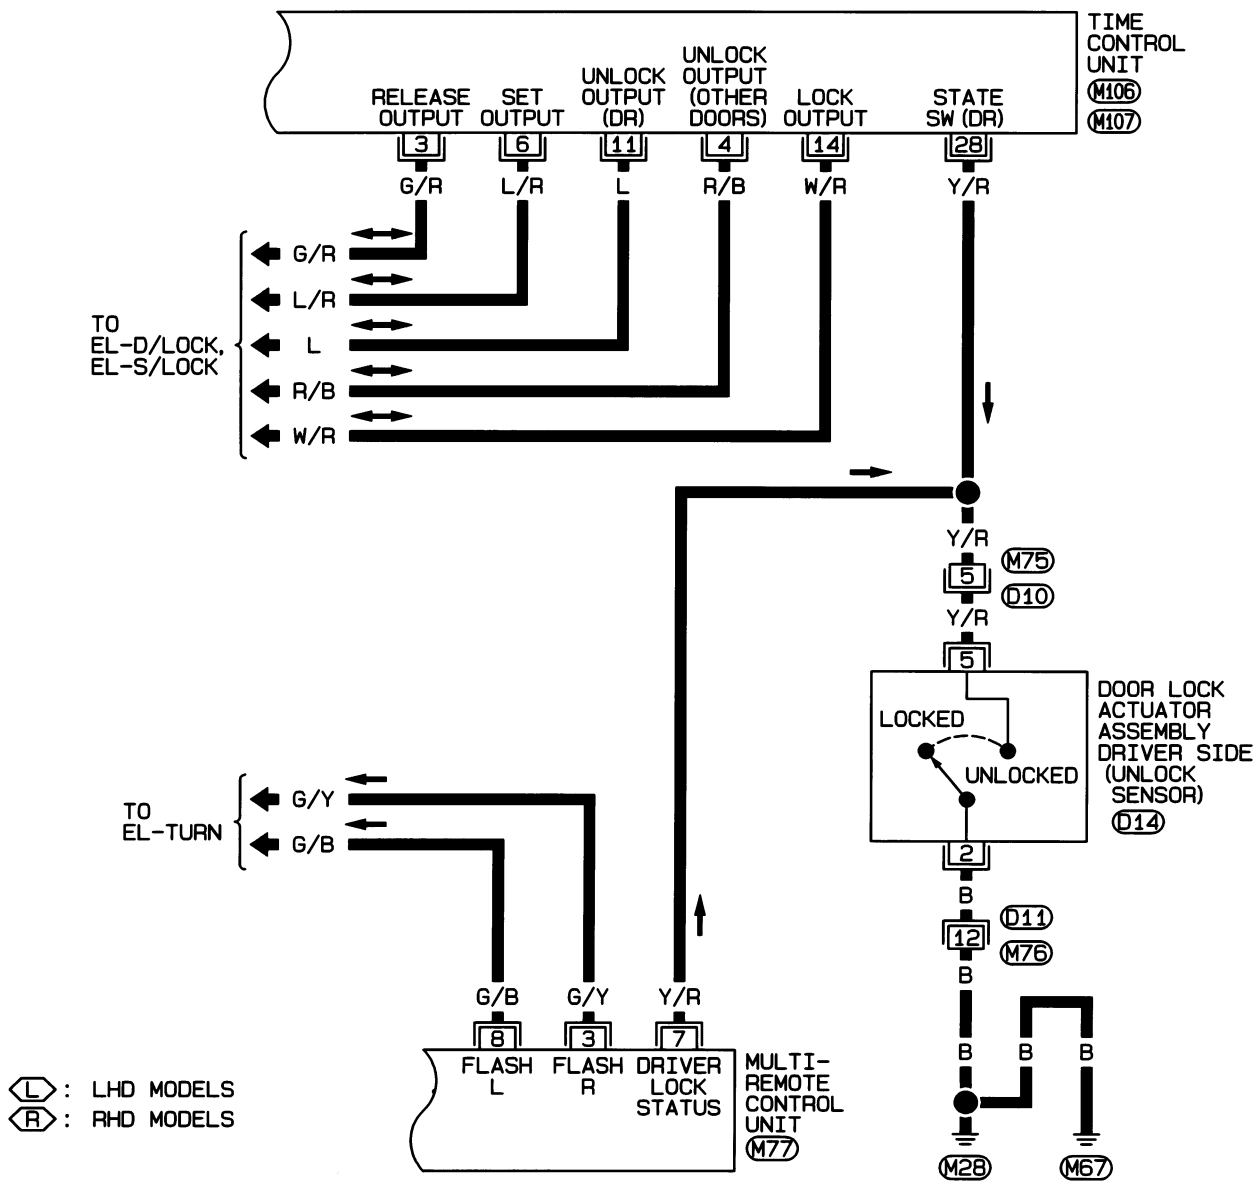 TIME
CONTROL
UNIT
M106
M107
RELEASE
OUTPUT
SET
OUTPUT
UNLOCK
OUTPUT
(DR)
UNLOCK
OUTPUT
(OTHER
DOORS)
LOCK
OUTPUT
STATE
SW (DR)
3
6
11
4
14
28
G/R
L/R
L
R/B
W/R
Y/R
TO
EL-D/LOCK,
EL-S/LOCK
G/R
L/R
L
R/B
W/R
Y/R
M75
5
D10
Y/R
5
DOOR LOCK
ACTUATOR
ASSEMBLY
DRIVER SIDE
(UNLOCK
SENSOR)
D14
LOCKED
UNLOCKED
2
B
D11
12
M76
B
B
B
B
M28
M67
TO
EL-TURN
G/Y
G/B
G/B
G/Y
Y/R
8
3
7
FLASH
L
FLASH
R
DRIVER
LOCK
STATUS
MULTI-
REMOTE
CONTROL
UNIT
M77
L : LHD MODELS
R : RHD MODELS